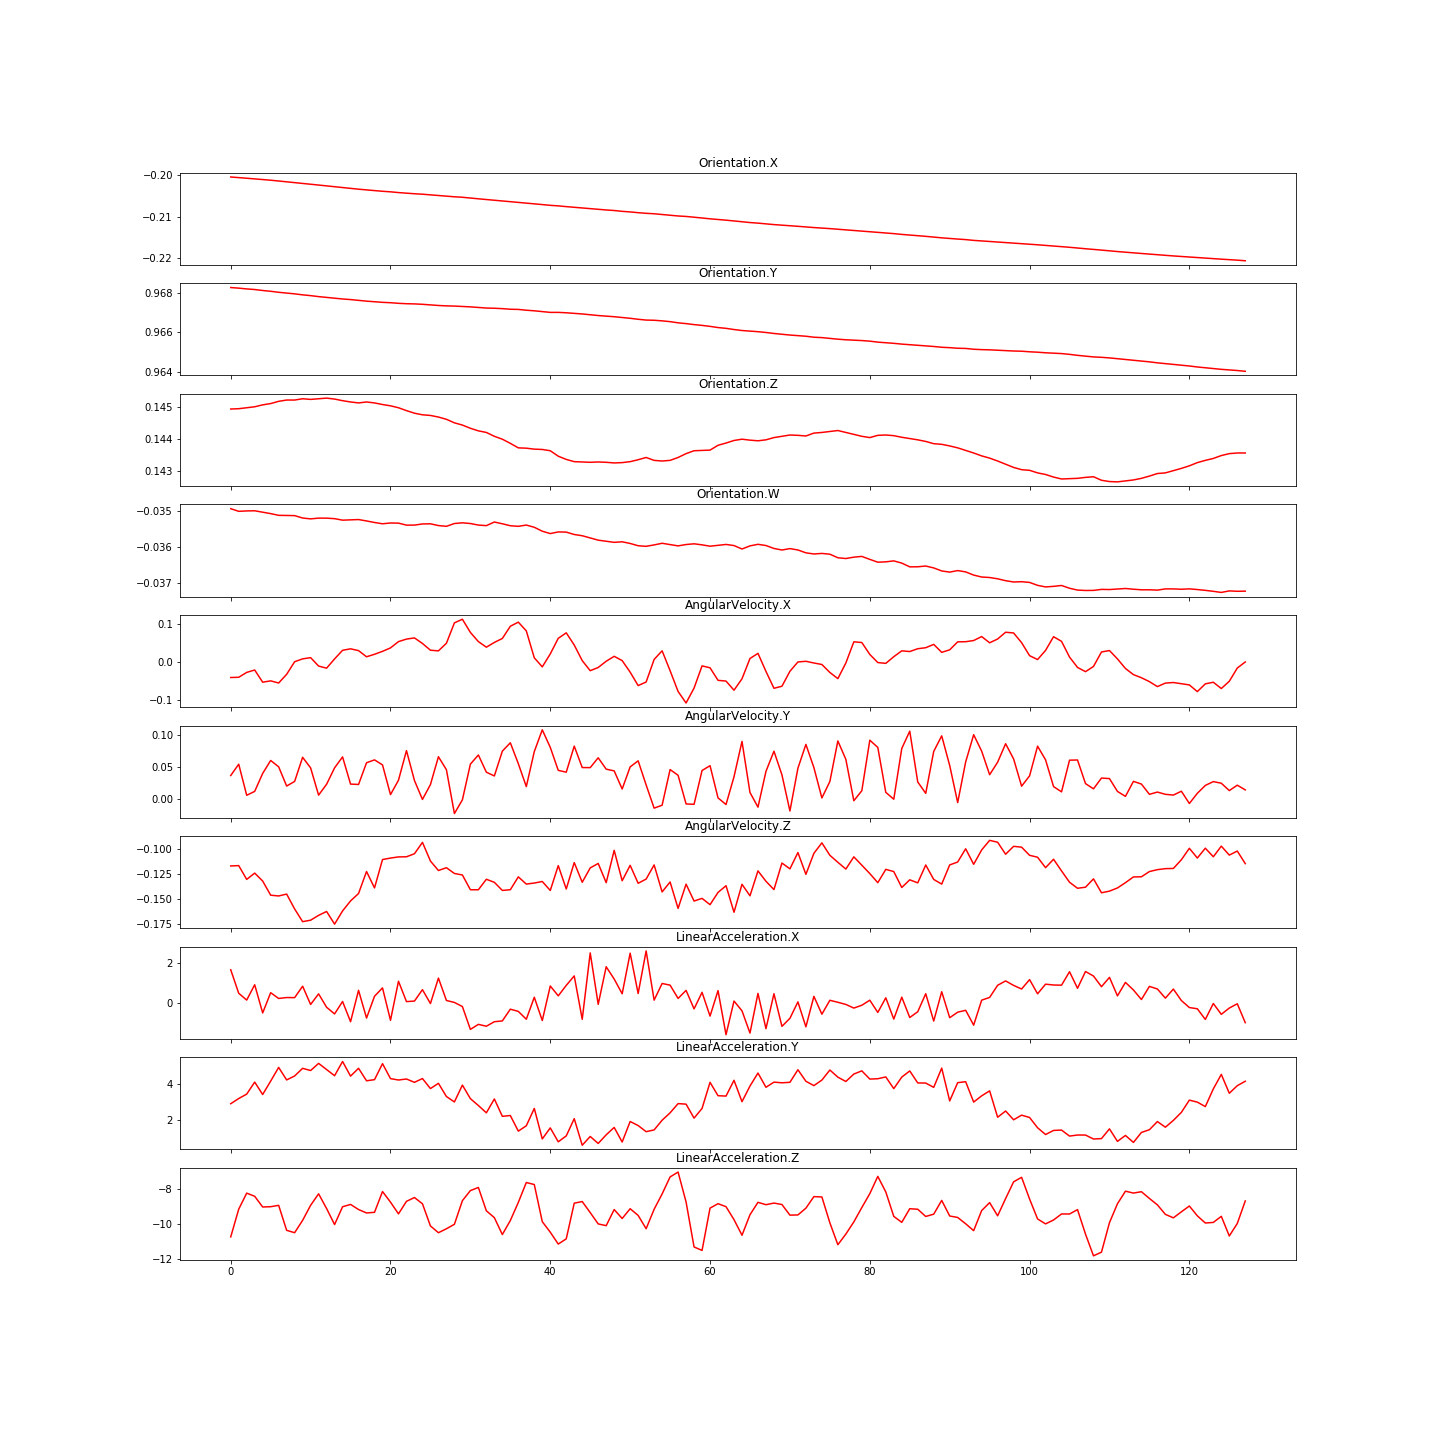 Orientation.X
−0.20
−0.21
−0.22
Orientation.Y
0.968
0.966
0.964
Orientation.Z
0.145
0.144
0.143
Orientation.W
−0.035
−0.036
−0.037
AngularVelocity.X
0.1
0.0
−0.1
AngularVelocity.Y
0.10
0.05
0.00
AngularVelocity.Z
−0.100
−0.125
−0.150
−0.175
LinearAcceleration.X
2
0
LinearAcceleration.Y
4
2
LinearAcceleration.Z
−8
−10
−12
0 20 40 60 80 100 120